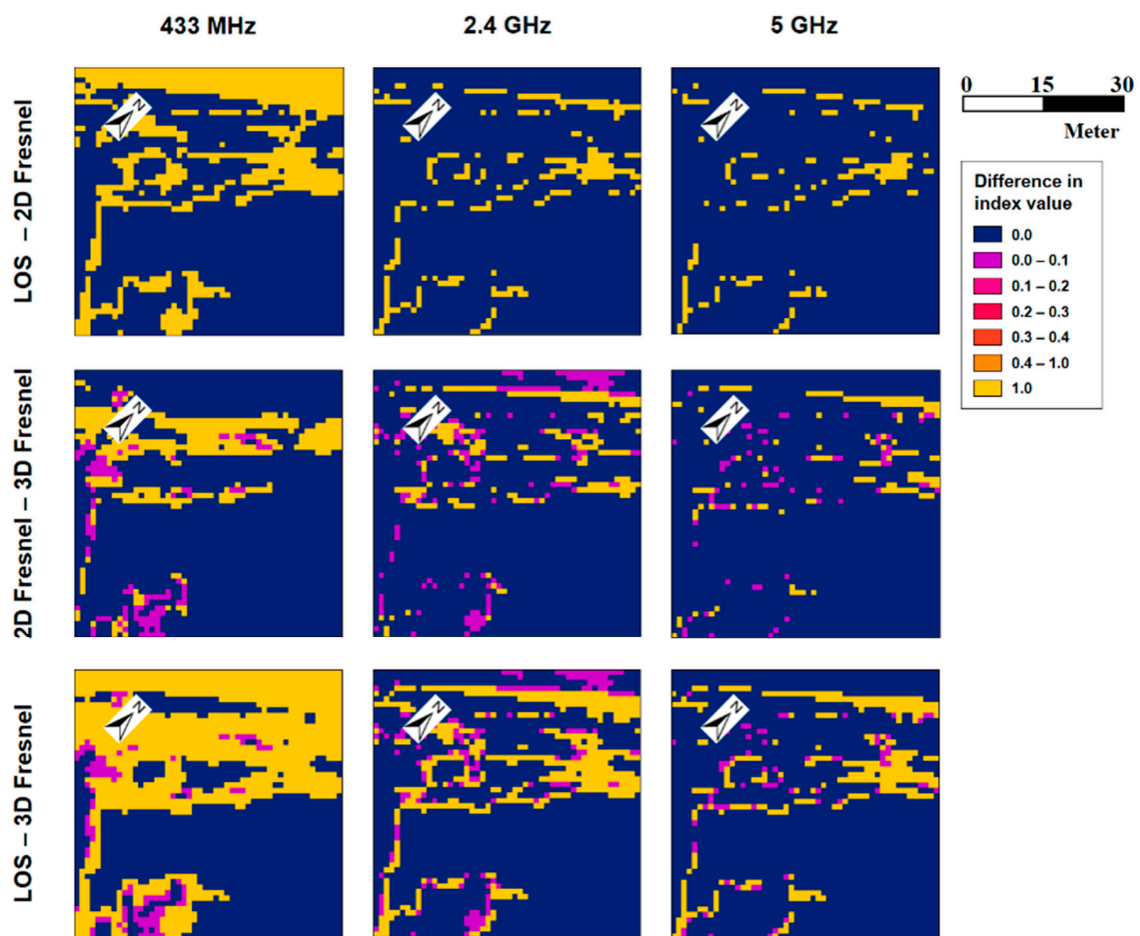 433 MHz 2.4 GHz 5 GHz
LOS – 2D Fresnel
N
N
N
0 15 30
Meter
Difference in
index value
0.0
0.0 – 0.1
0.1 – 0.2
0.2 – 0.3
0.3 – 0.4
0.4 – 1.0
1.0
2D Fresnel – 3D Fresnel
N
N
N
LOS – 3D Fresnel
N
N
N